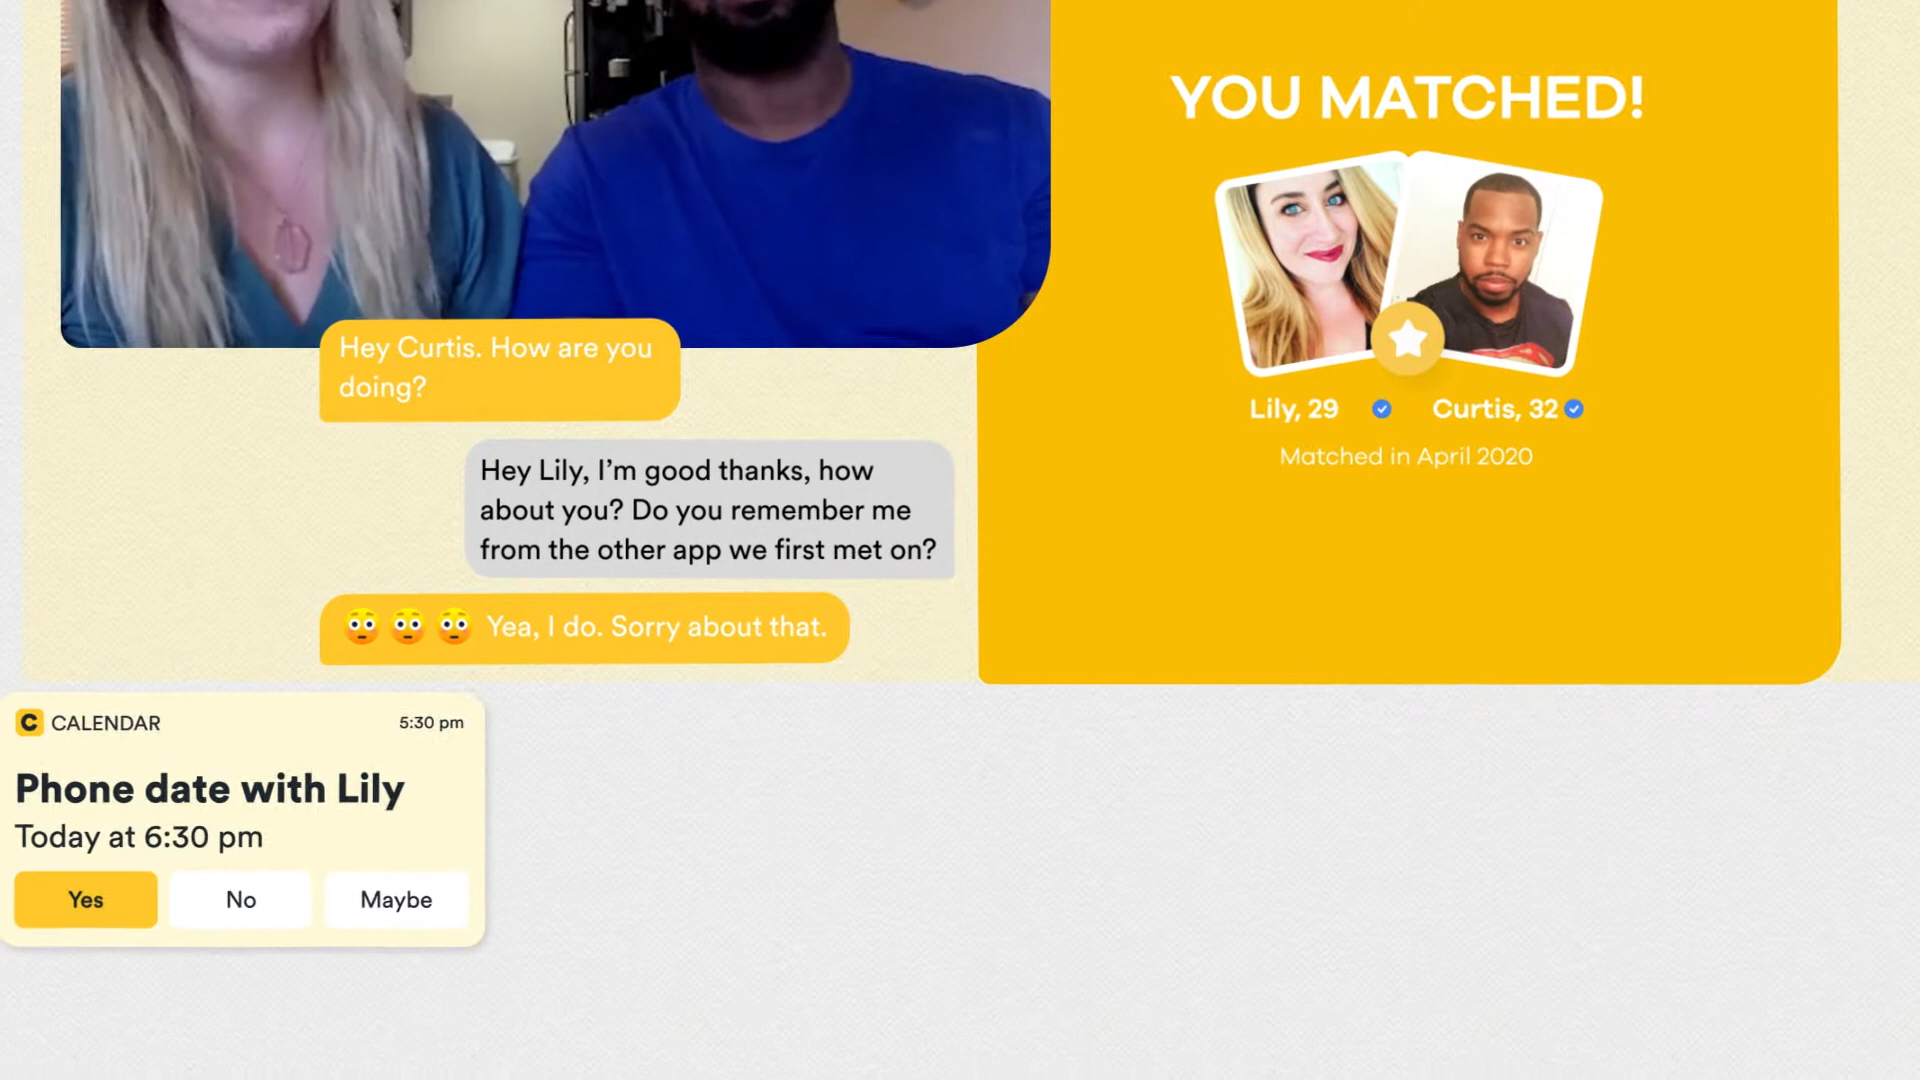 YOU MATCHED!
Lily, 29
Curtis, 32
Matched in April 2020
Hey Curtis. How are you
doing?
Hey Lily, I’m good thanks, how
about you? Do you remember me
from the other app we first met on?
😳 😳 😳 Yea, I do. Sorry about that.
C CALENDAR
5:30 pm
Phone date with Lily
Today at 6:30 pm
Yes
No
Maybe